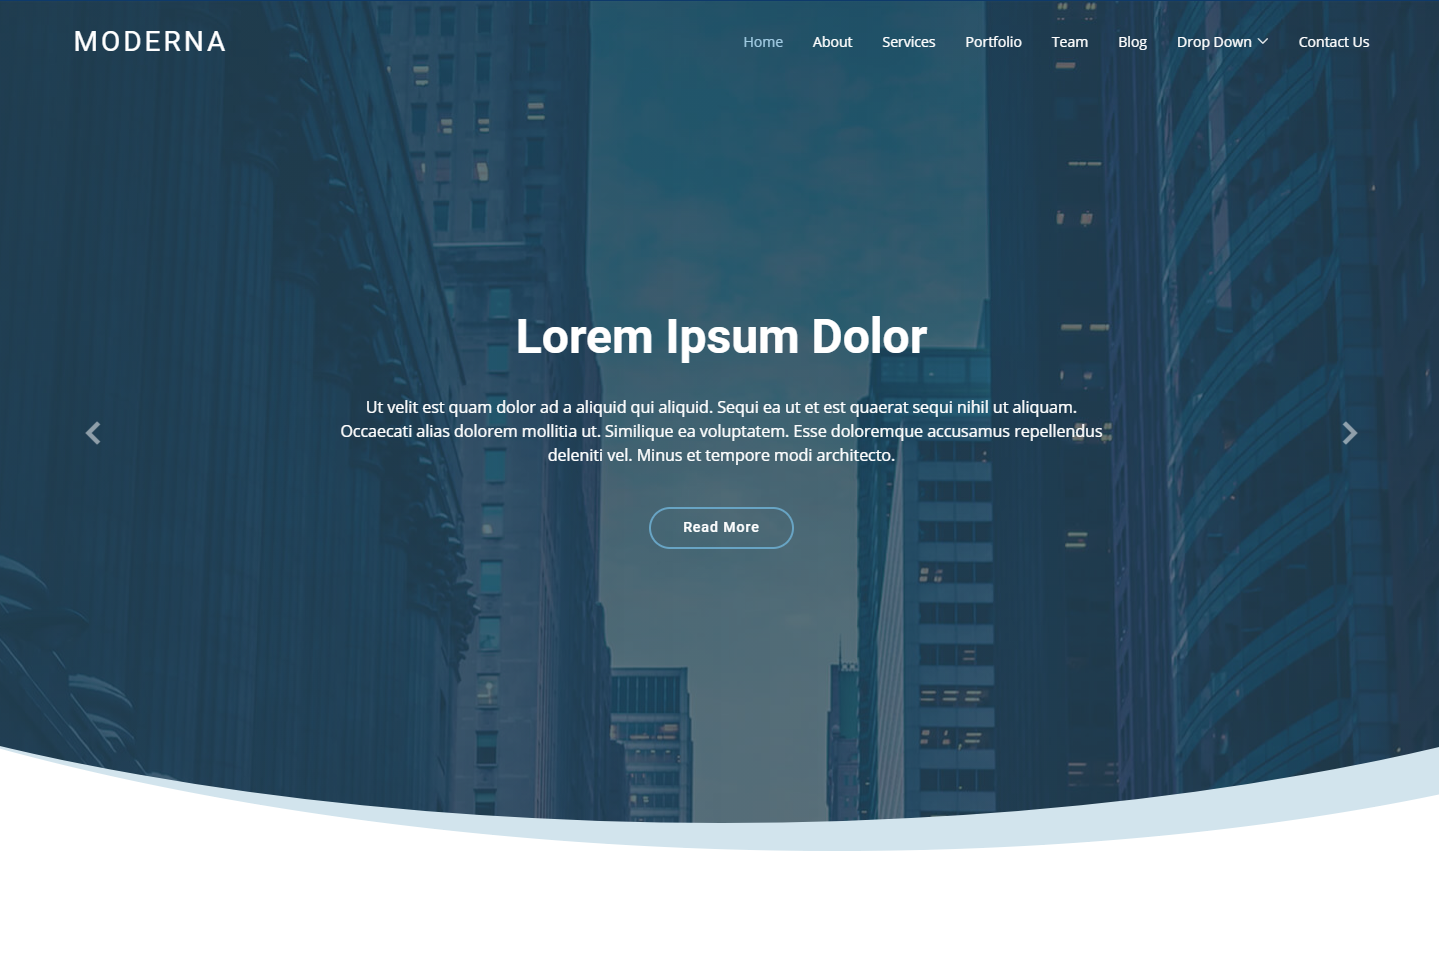 MODERNA
Home About Services Portfolio Team Blog Drop Down Contact Us
Lorem Ipsum Dolor
Ut velit est quam dolor ad a aliquid qui aliquid. Sequi ea ut et est quaerat sequi nihil ut aliquam.
Occaecati alias dolorem mollitia ut. Similique ea voluptatem. Esse doloremque accusamus repellendus
deleniti vel. Minus et tempore modi architecto.
Read More